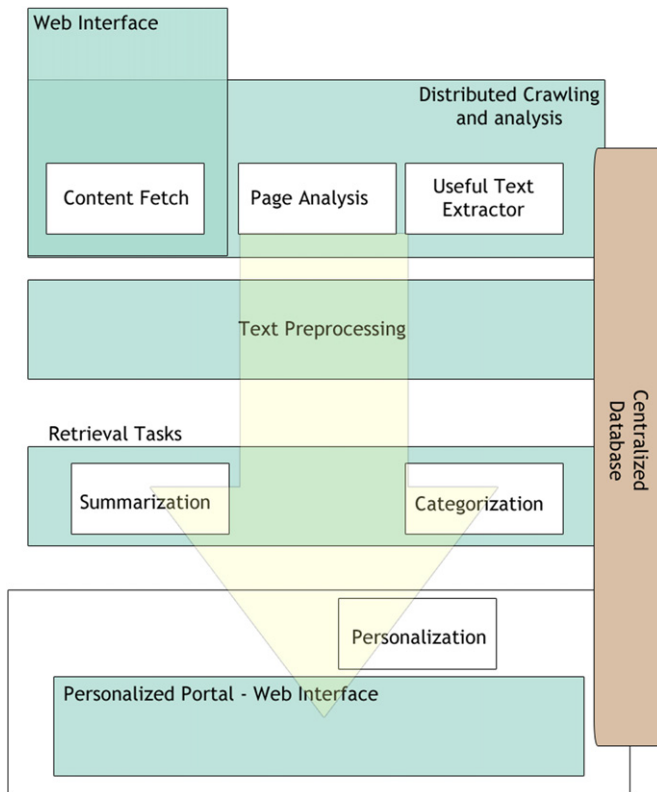 Web Interface
Distributed Crawling
and analysis
Content Fetch
Page Analysis
Useful Text
Extractor
Text Preprocessing
Centralized
Database
Retrieval Tasks
Summarization
Categorization
Personalization
Personalized Portal - Web Interface